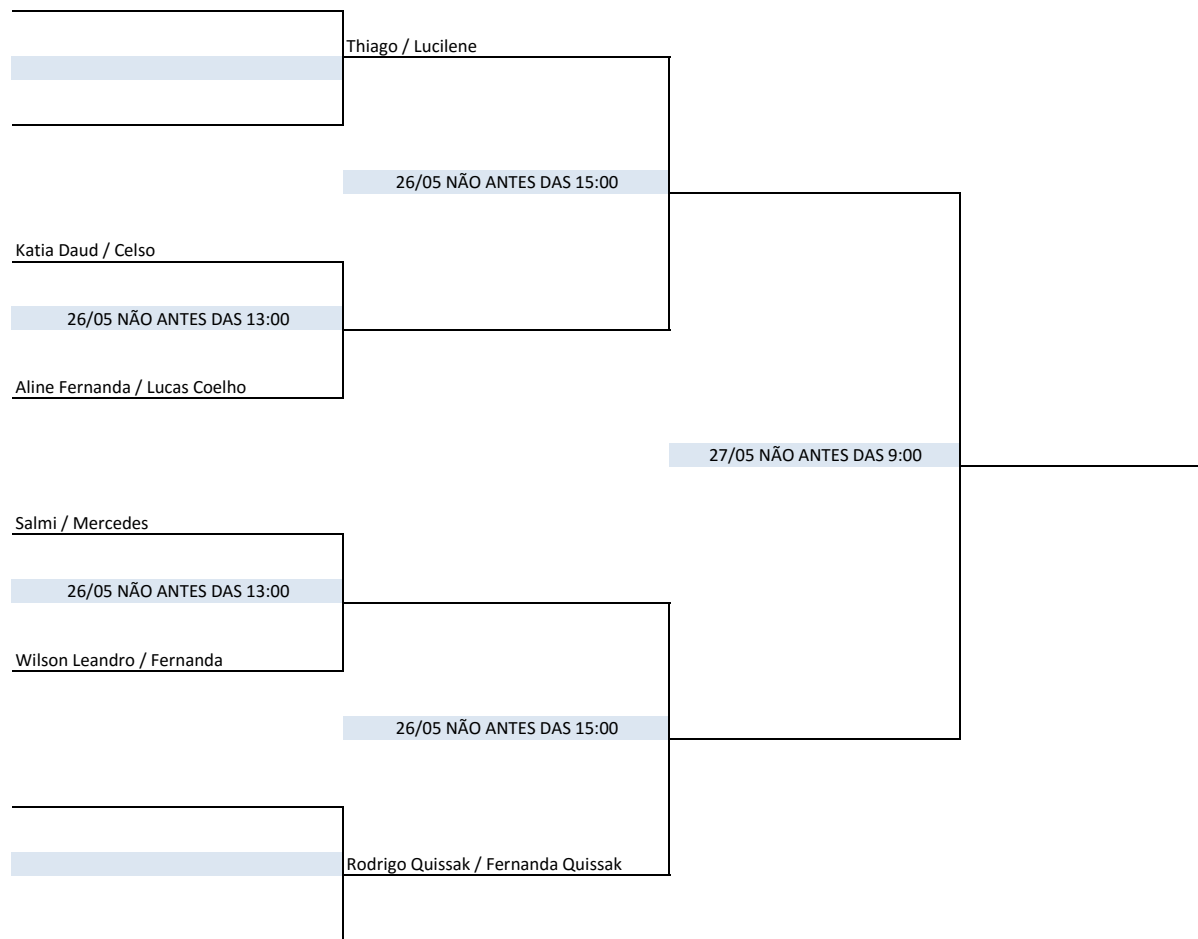 Thiago / Lucilene
26/05 NÃO ANTES DAS 15:00
Katia Daud / Celso
26/05 NÃO ANTES DAS 13:00
Aline Fernanda / Lucas Coelho
27/05 NÃO ANTES DAS 9:00
Salmi / Mercedes
26/05 NÃO ANTES DAS 13:00
Wilson Leandro / Fernanda
26/05 NÃO ANTES DAS 15:00
Rodrigo Quissak / Fernanda Quissak